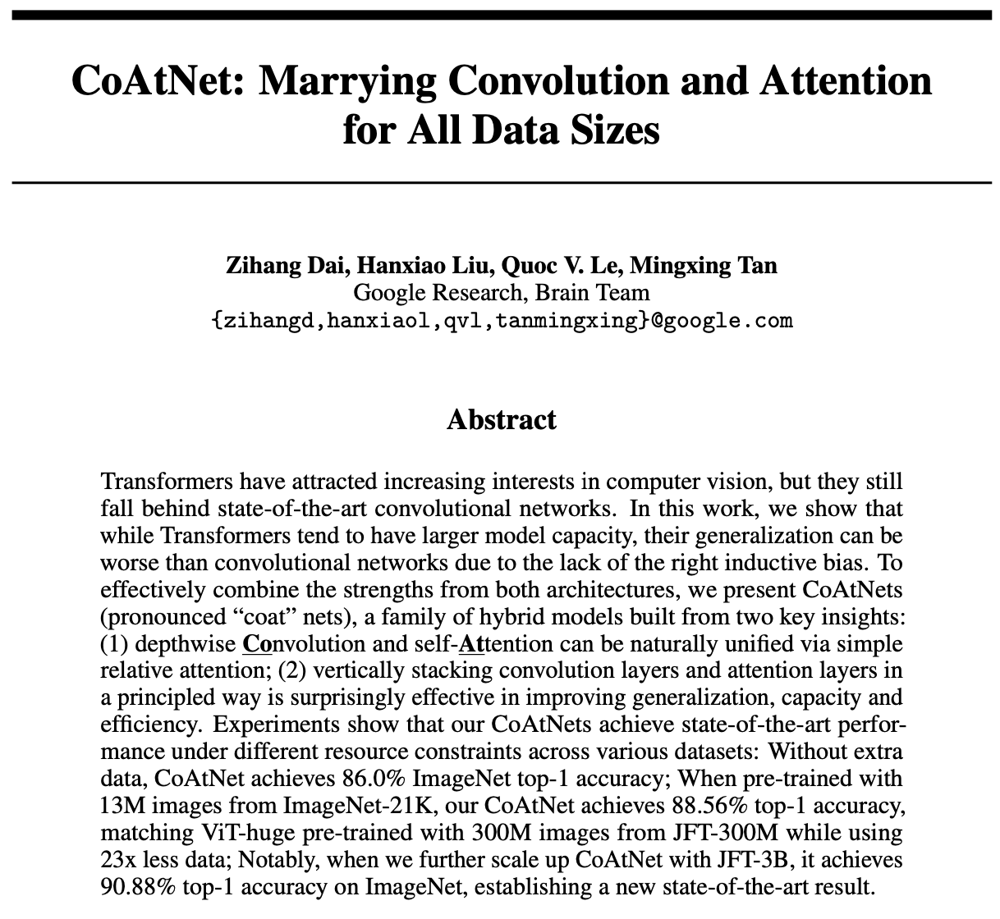 CoAtNet: Marrying Convolution and Attention
for All Data Sizes
Zihang Dai, Hanxiao Liu, Quoc V. Le, Mingxing Tan
Google Research, Brain Team
{zihangd,hanxiaol,qvl,tanmingxing}@google.com
Abstract
Transformers have attracted increasing interests in computer vision, but they still
fall behind state-of-the-art convolutional networks. In this work, we show that
while Transformers tend to have larger model capacity, their generalization can be
worse than convolutional networks due to the lack of the right inductive bias. To
effectively combine the strengths from both architectures, we present CoAtNets
(pronounced “coat” nets), a family of hybrid models built from two key insights:
(1) depthwise Convolution and self-Attention can be naturally unified via simple
relative attention; (2) vertically stacking convolution layers and attention layers in
a principled way is surprisingly effective in improving generalization, capacity and
efficiency. Experiments show that our CoAtNets achieve state-of-the-art perfor-
mance under different resource constraints across various datasets: Without extra
data, CoAtNet achieves 86.0% ImageNet top-1 accuracy; When pre-trained with
13M images from ImageNet-21K, our CoAtNet achieves 88.56% top-1 accuracy,
matching ViT-huge pre-trained with 300M images from JFT-300M while using
23x less data; Notably, when we further scale up CoAtNet with JFT-3B, it achieves
90.88% top-1 accuracy on ImageNet, establishing a new state-of-the-art result.